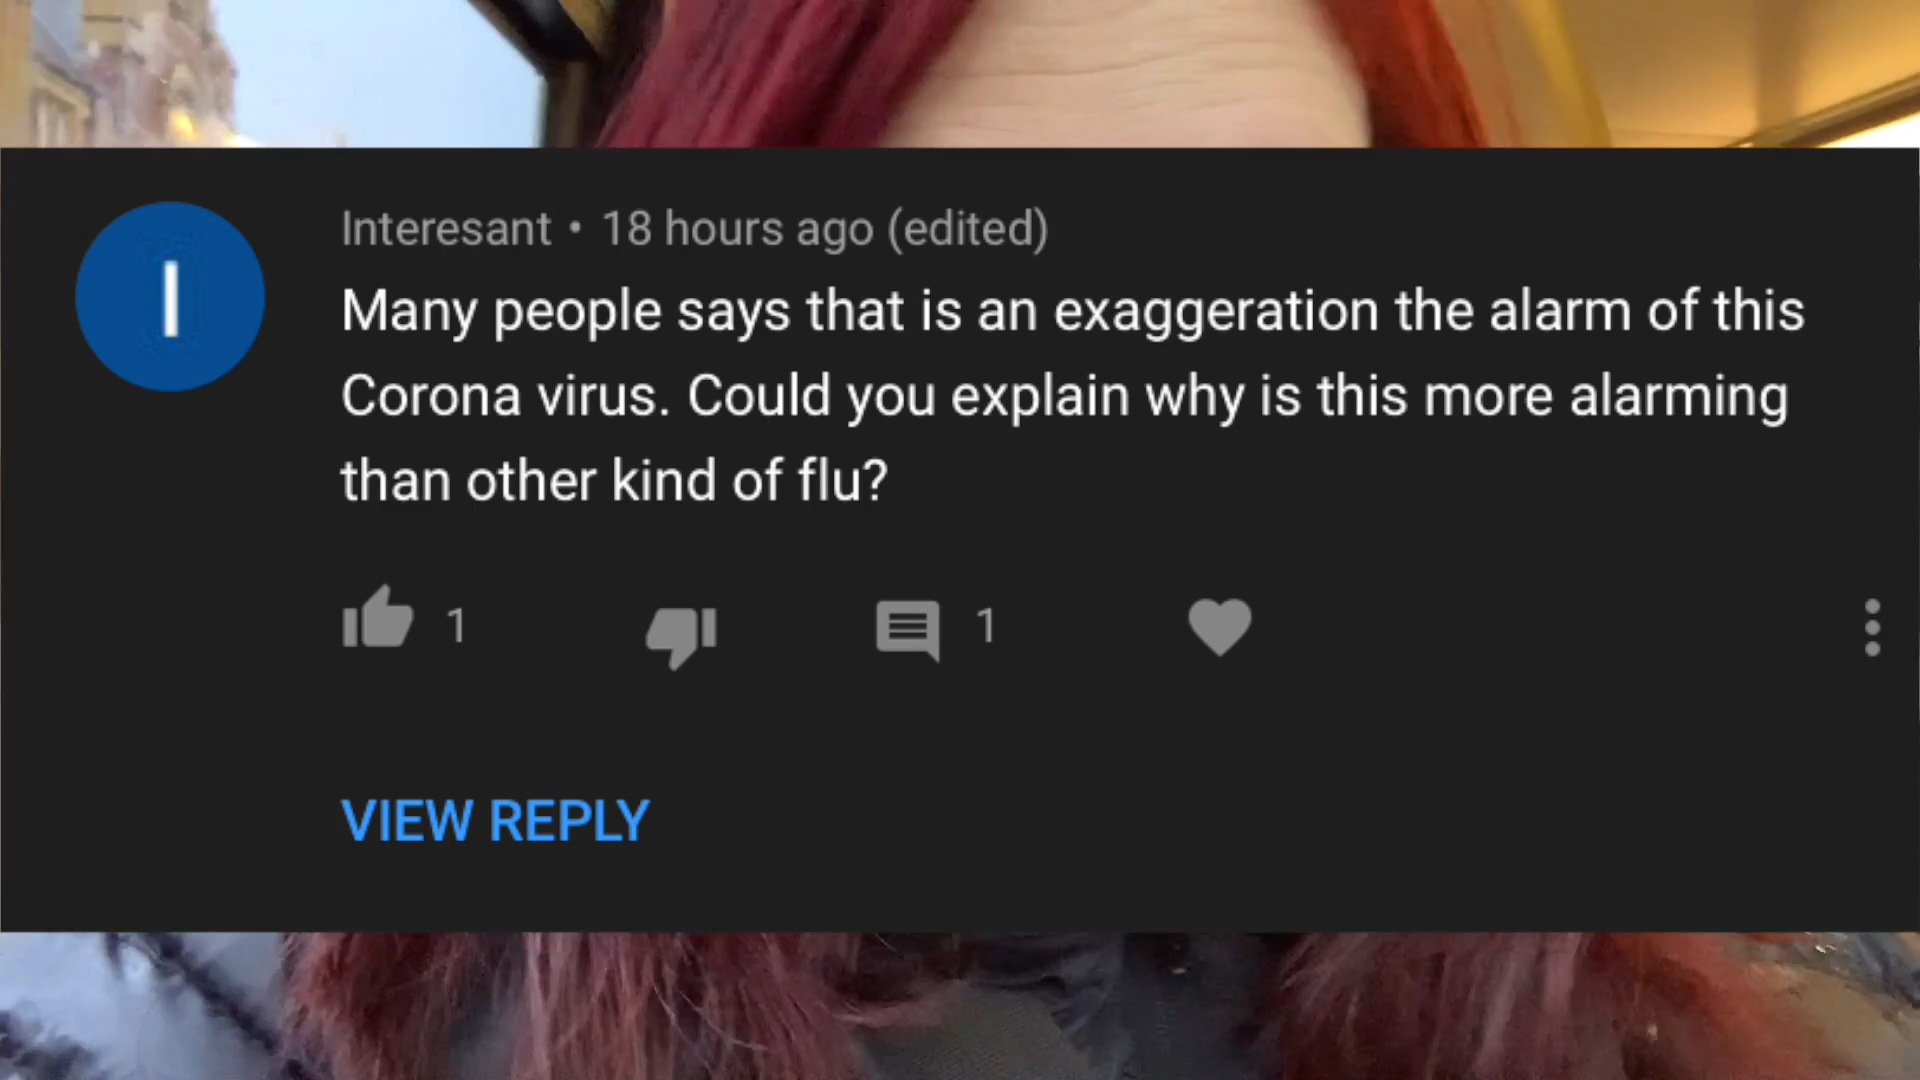 I
Interesant • 18 hours ago (edited)
Many people says that is an exaggeration the alarm of this
Corona virus. Could you explain why is this more alarming
than other kind of flu?
1
1
VIEW REPLY